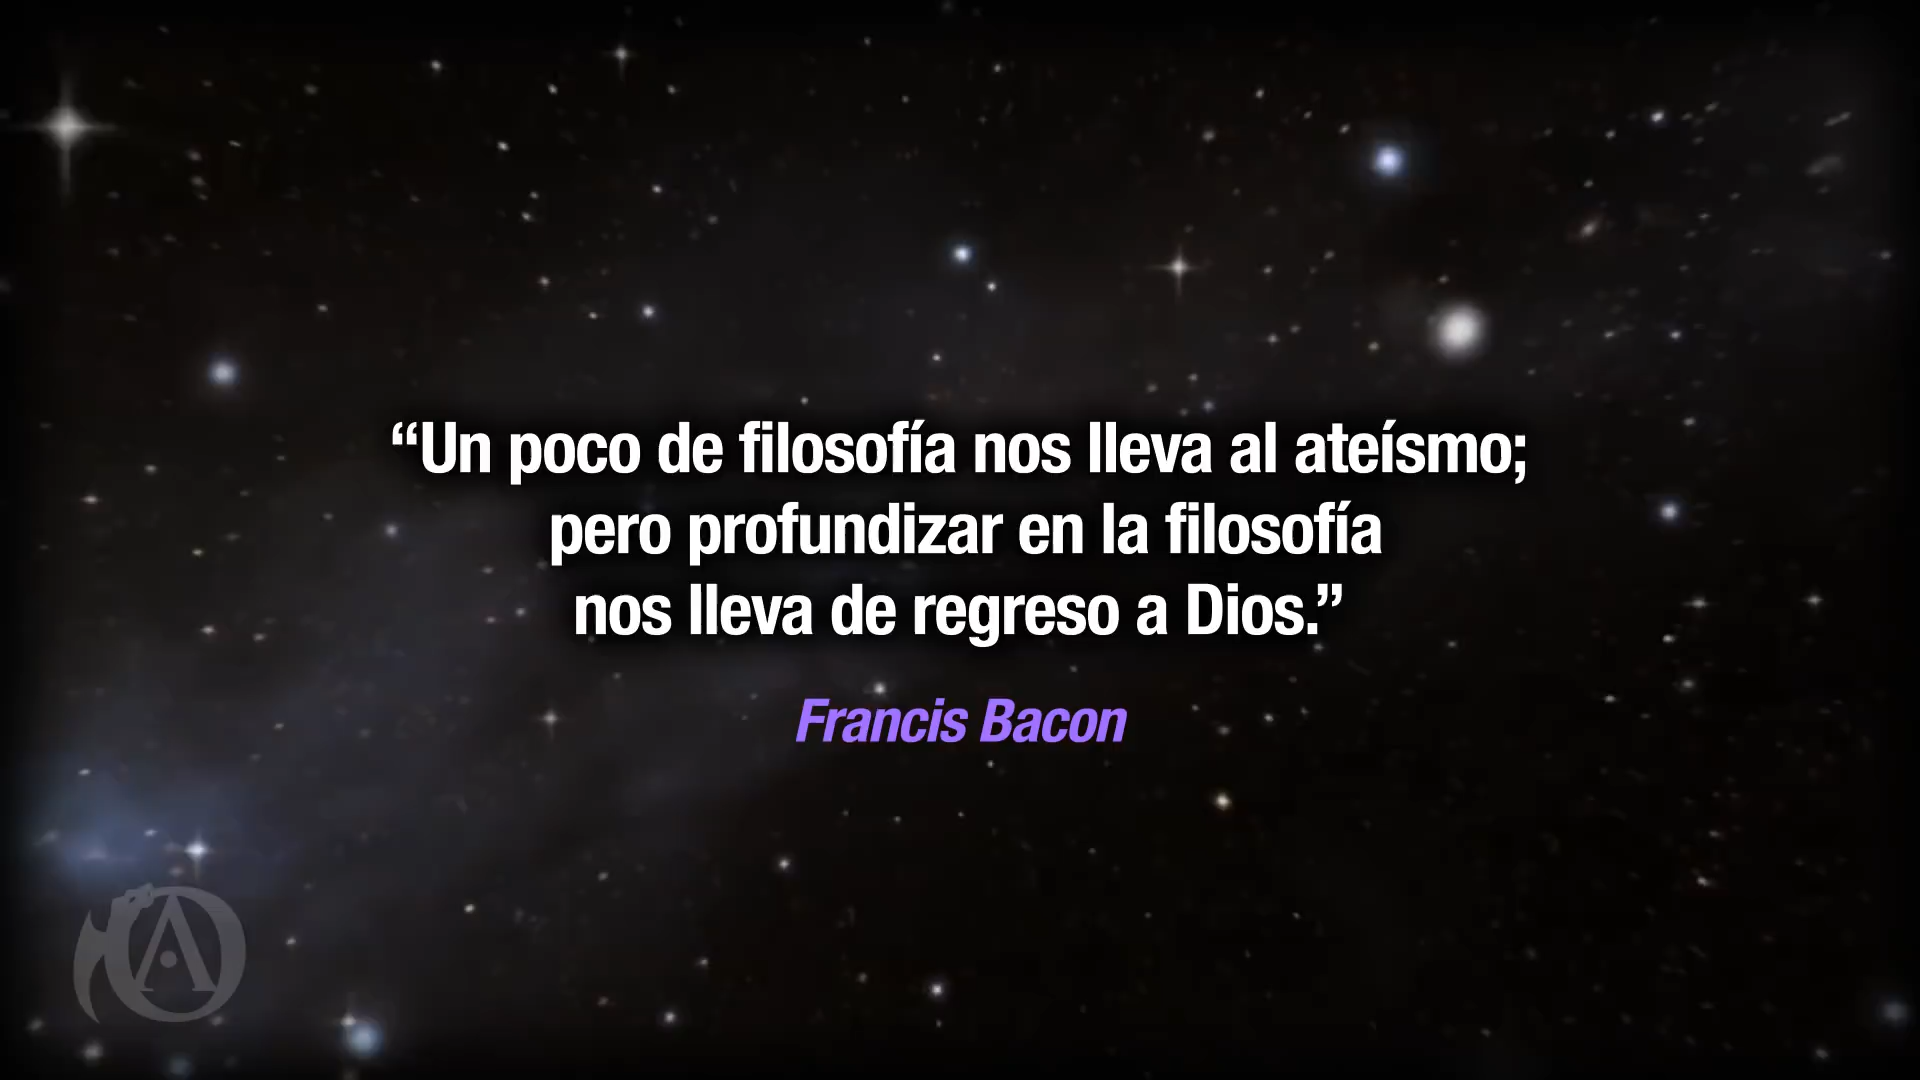 “Un poco de filosofía nos lleva al ateísmo;
pero profundizar en la filosofía
nos lleva de regreso a Dios.”
Francis Bacon